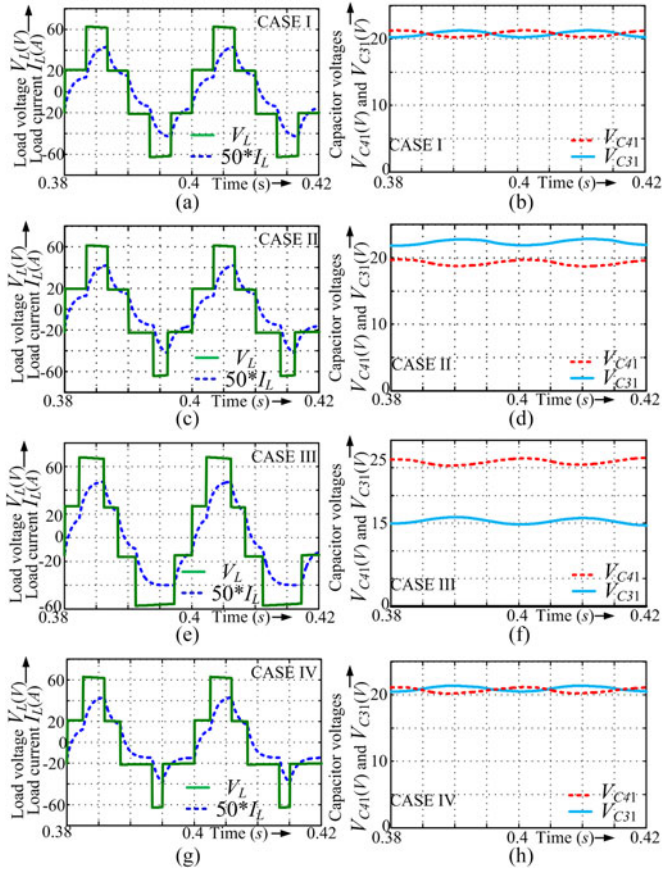 Load voltage V_L(V)
Load current I_L(A)
CASE I
60
20
0
-20
-60
V_L
50*I_L
0.38
0.4
Time (s)
0.42
(a)
Capacitor voltages
V_C41(V) and V_C31(V)
20
10
0
CASE I
V_C41
V_C31
0.38
0.4
Time (s)
0.42
(b)
Load voltage V_L(V)
Load current I_L(A)
CASE II
60
20
0
-20
-60
V_L
50*I_L
0.38
0.4
Time (s)
0.42
(c)
Capacitor voltages
V_C41(V) and V_C31(V)
20
10
0
CASE II
V_C41
V_C31
0.38
0.4
Time (s)
0.42
(d)
Load voltage V_L(V)
Load current I_L(A)
CASE III
60
20
0
-20
-60
V_L
50*I_L
0.38
0.4
Time (s)
0.42
(e)
Capacitor voltages
V_C41(V) and V_C31(V)
25
15
5
0
CASE III
V_C41
V_C31
0.38
0.4
Time (s)
0.42
(f)
Load voltage V_L(V)
Load current I_L(A)
CASE IV
60
20
0
-20
-60
V_L
50*I_L
0.38
0.4
Time (s)
0.42
(g)
Capacitor voltages
V_C41(V) and V_C31(V)
20
10
0
CASE IV
V_C41
V_C31
0.38
0.4
Time (s)
0.42
(h)